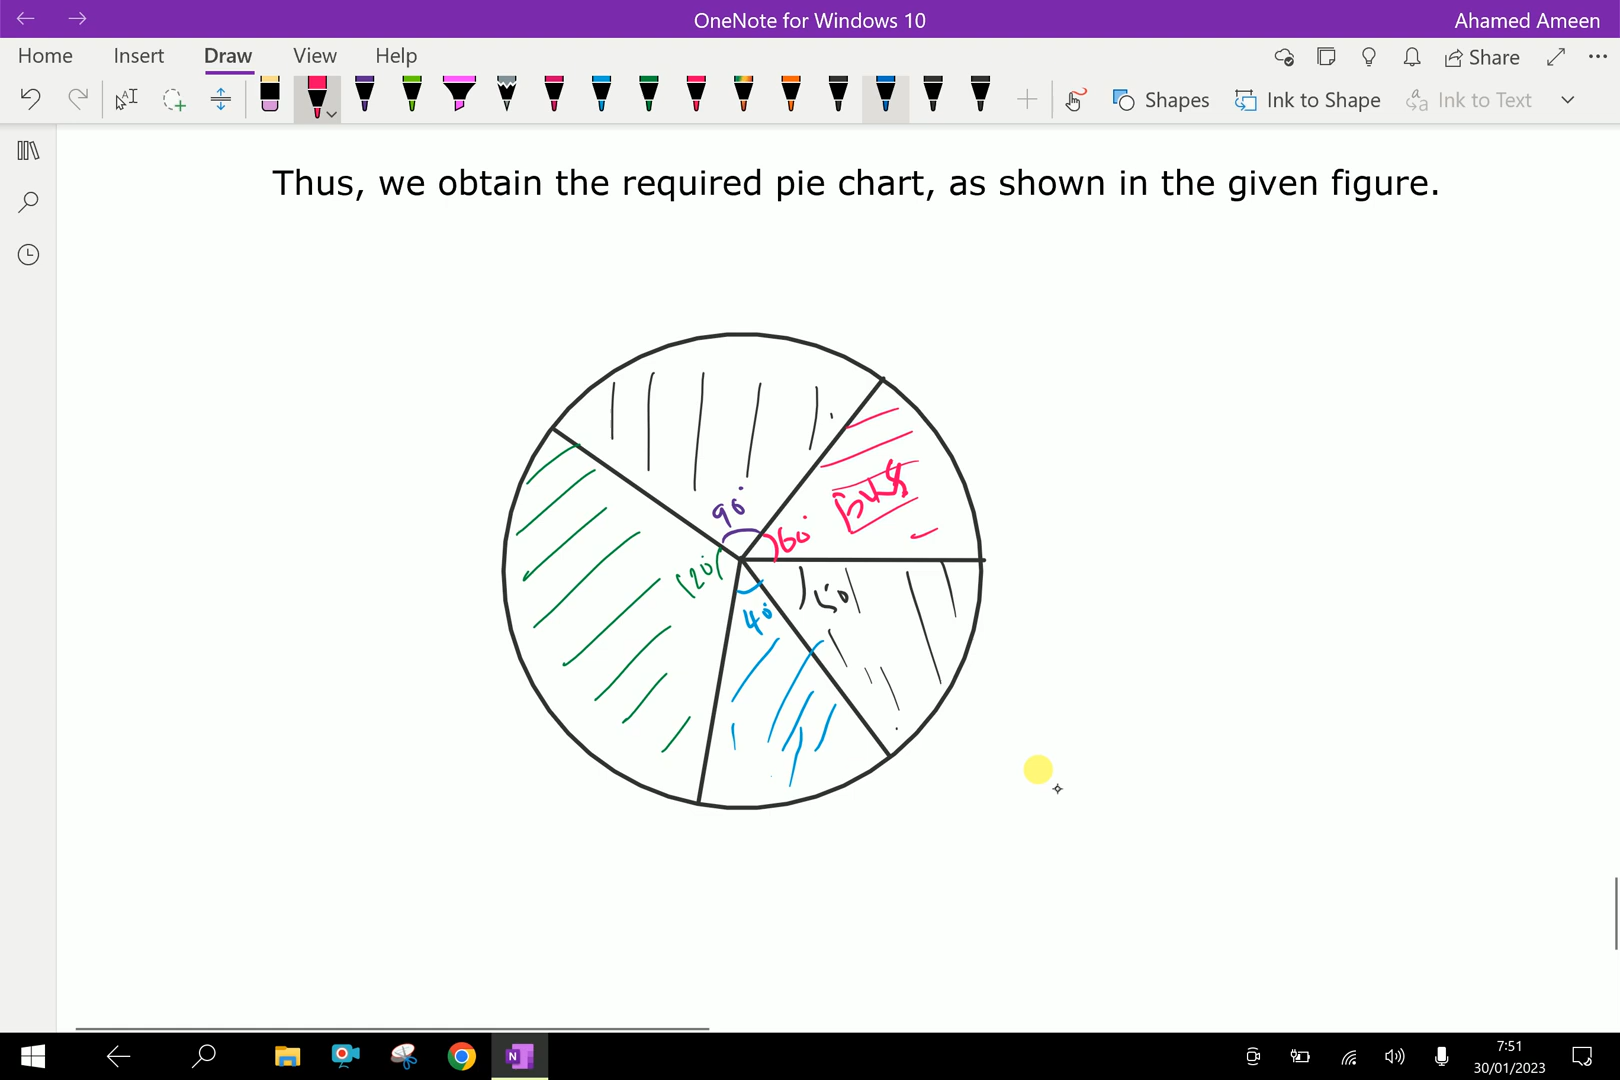 OneNote for Windows 10
Ahamed Ameen
Home Insert Draw View Help
Share
Shapes Ink to Shape Ink to Text
Thus, we obtain the required pie chart, as shown in the given figure.
90°
60°
Bus
120°
50
40°
7:51
30/01/2023